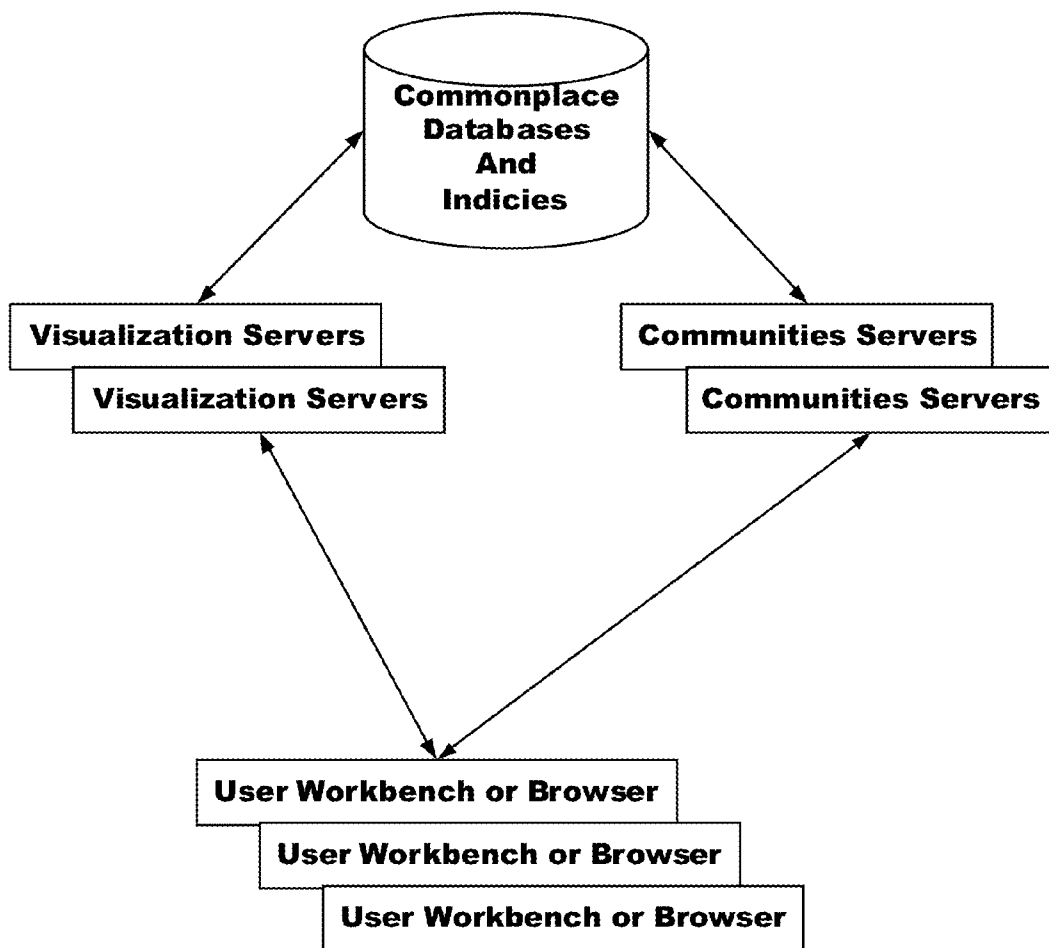 Commonplace
Databases
And
Indicies
Visualization Servers
Visualization Servers
Communities Servers
Communities Servers
User Workbench or Browser
User Workbench or Browser
User Workbench or Browser